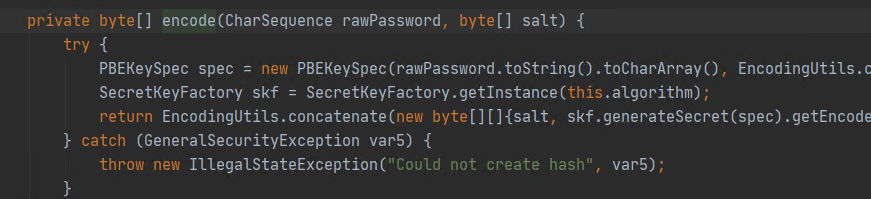 private byte[] encode(CharSequence rawPassword, byte[] salt) {
try {
PBEKeySpec spec = new PBEKeySpec(rawPassword.toString().toCharArray(), EncodingUtils.c
SecretKeyFactory skf = SecretKeyFactory.getInstance(this.algorithm);
return EncodingUtils.concatenate(new byte[][]{salt, skf.generateSecret(spec).getEncode
} catch (GeneralSecurityException var5) {
throw new IllegalStateException("Could not create hash", var5);
}